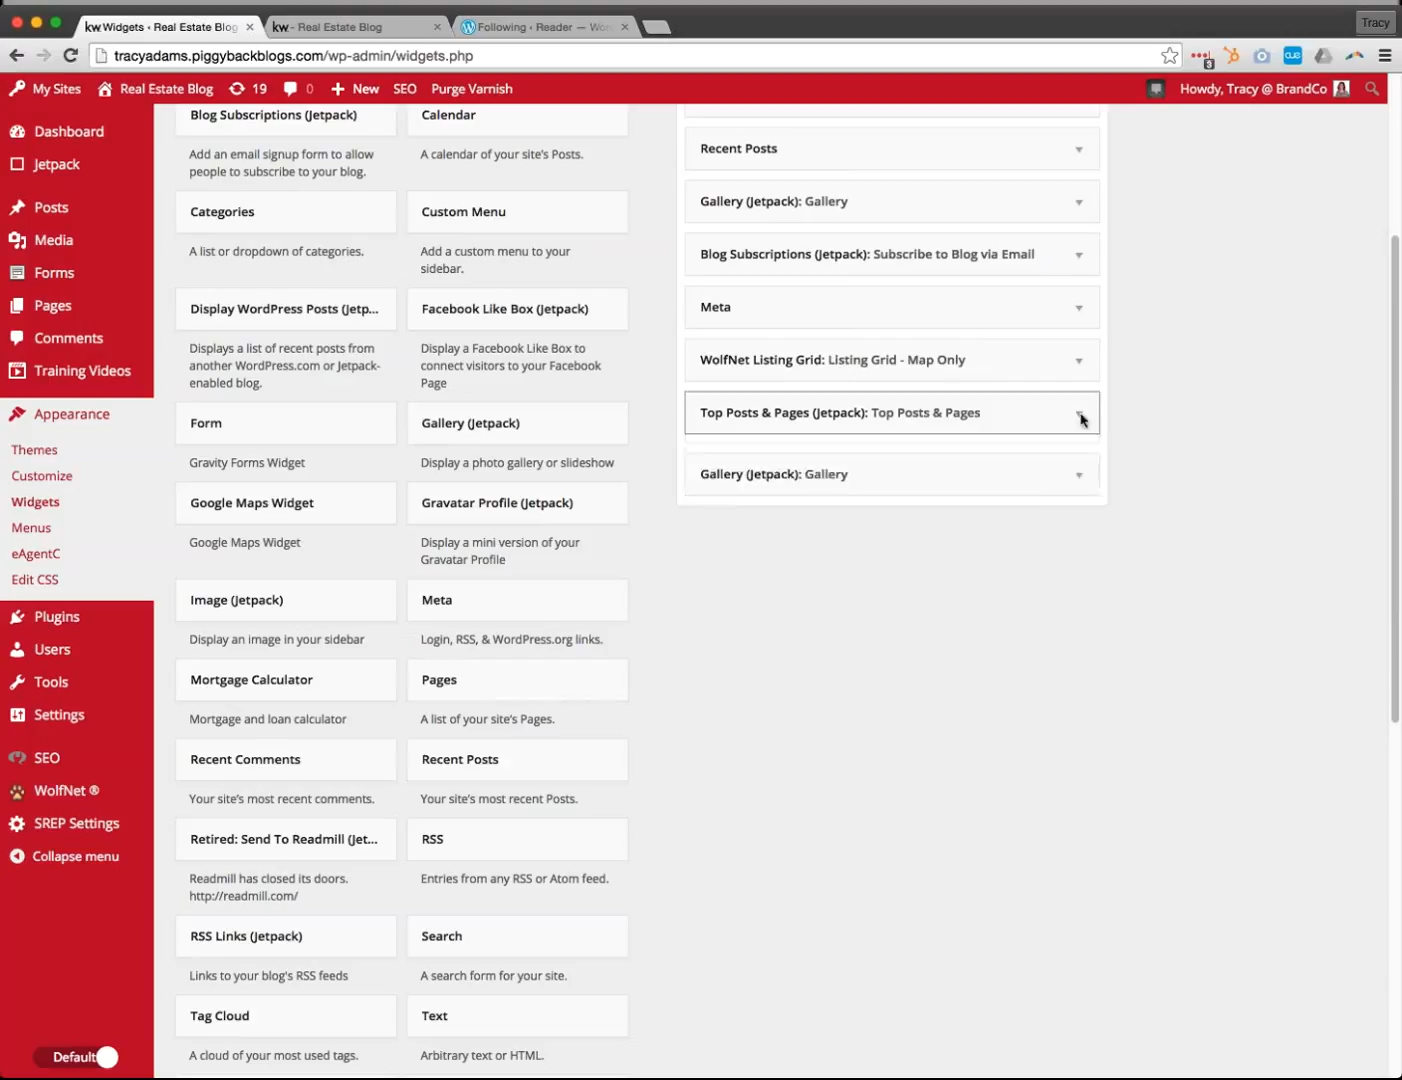 kw Widgets ‹ Real Estate Blog
kw - Real Estate Blog
Following ‹ Reader — Wor
Tracy
tracyadams.piggybackblogs.com/wp-admin/widgets.php
3
cue
My Sites
Real Estate Blog
19
0
New
SEO
Purge Varnish
Howdy, Tracy @ BrandCo
Dashboard
Jetpack
Posts
Media
Forms
Pages
Comments
Training Videos
Appearance
Themes
Customize
Widgets
Menus
eAgentC
Edit CSS
Plugins
Users
Tools
Settings
SEO
WolfNet ®
SREP Settings
Collapse menu
Default
Blog Subscriptions (Jetpack)
Add an email signup form to allow
people to subscribe to your blog.
Calendar
A calendar of your site's Posts.
Categories
A list or dropdown of categories.
Custom Menu
Add a custom menu to your
sidebar.
Display WordPress Posts (Jetp...
Displays a list of recent posts from
another WordPress.com or Jetpack-
enabled blog.
Facebook Like Box (Jetpack)
Display a Facebook Like Box to
connect visitors to your Facebook
Page
Form
Gravity Forms Widget
Gallery (Jetpack)
Display a photo gallery or slideshow
Google Maps Widget
Google Maps Widget
Gravatar Profile (Jetpack)
Display a mini version of your
Gravatar Profile
Image (Jetpack)
Display an image in your sidebar
Meta
Login, RSS, & WordPress.org links.
Mortgage Calculator
Mortgage and loan calculator
Pages
A list of your site's Pages.
Recent Comments
Your site's most recent comments.
Recent Posts
Your site's most recent Posts.
Retired: Send To Readmill (Jet...
Readmill has closed its doors.
http://readmill.com/
RSS
Entries from any RSS or Atom feed.
RSS Links (Jetpack)
Links to your blog's RSS feeds
Search
A search form for your site.
Tag Cloud
A cloud of your most used tags.
Text
Arbitrary text or HTML.
Recent Posts
Gallery (Jetpack): Gallery
Blog Subscriptions (Jetpack): Subscribe to Blog via Email
Meta
WolfNet Listing Grid: Listing Grid - Map Only
Top Posts & Pages (Jetpack): Top Posts & Pages
Gallery (Jetpack): Gallery